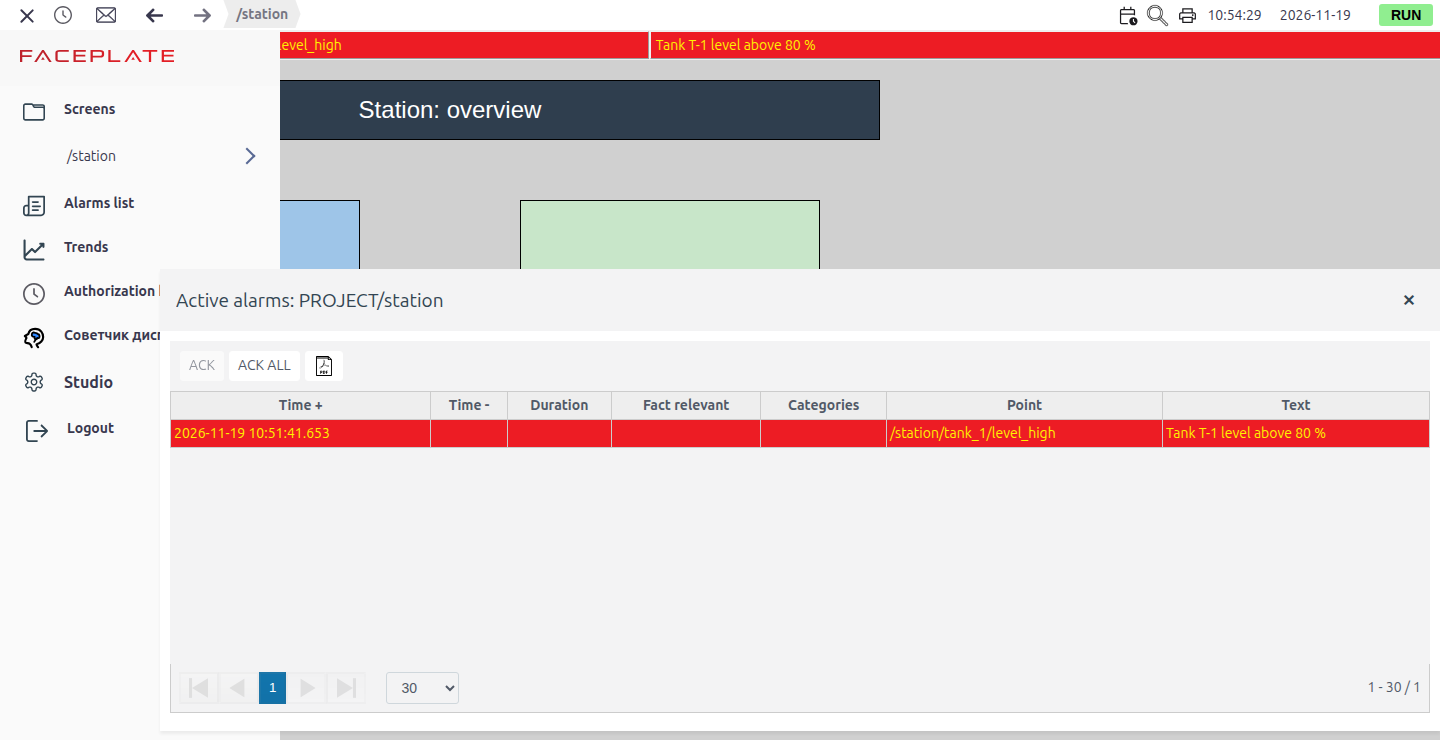 /station
10:54:29 2026-11-19 RUN
FACEPLATE
level_high Tank T-1 level above 80 %
Station: overview
Screens
/station
Alarms list
Trends
Authorization
Советчик
Studio
Logout
Active alarms: PROJECT/station
ACK ACK ALL PDF
Time + Time - Duration Fact relevant Categories Point Text
2026-11-19 10:51:41.653 /station/tank_1/level_high Tank T-1 level above 80 %
1 30 1 - 30 / 1